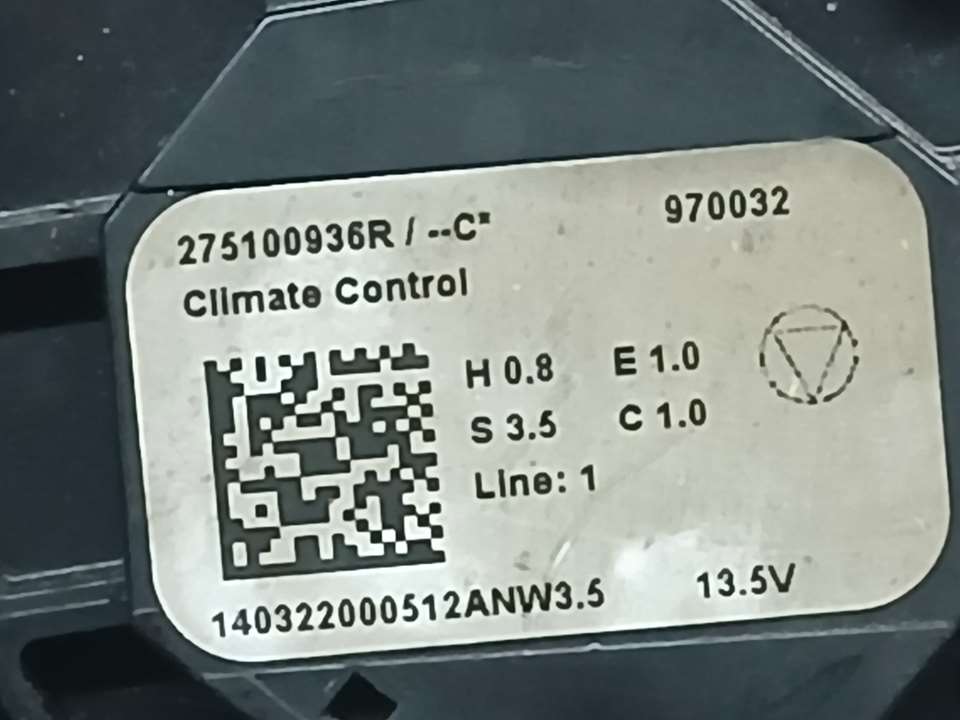 275100936R / --C* 970032
Climate Control
H 0.8 E 1.0
S 3.5 C 1.0
Line: 1
140322000512ANW3.5 13.5V